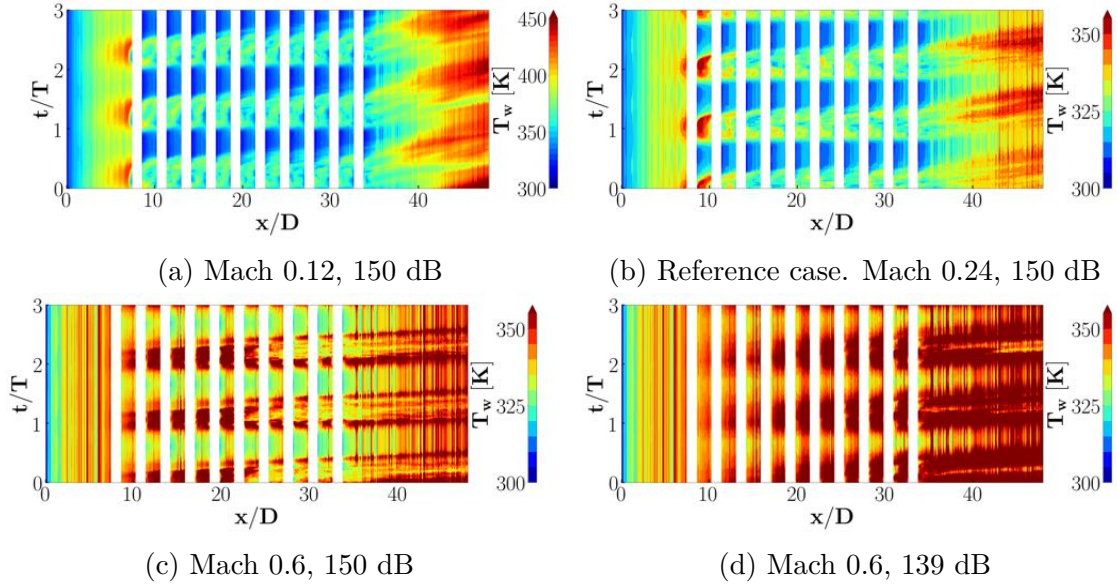 t/T
3
2
1
0
0 10 20 30 40
x/D
450
400
350
300
T_w [K]
(a) Mach 0.12, 150 dB
t/T
3
2
1
0
0 10 20 30 40
x/D
350
325
300
T_w [K]
(b) Reference case. Mach 0.24, 150 dB
t/T
3
2
1
0
0 10 20 30 40
x/D
350
325
300
T_w [K]
(c) Mach 0.6, 150 dB
t/T
3
2
1
0
0 10 20 30 40
x/D
350
325
300
T_w [K]
(d) Mach 0.6, 139 dB